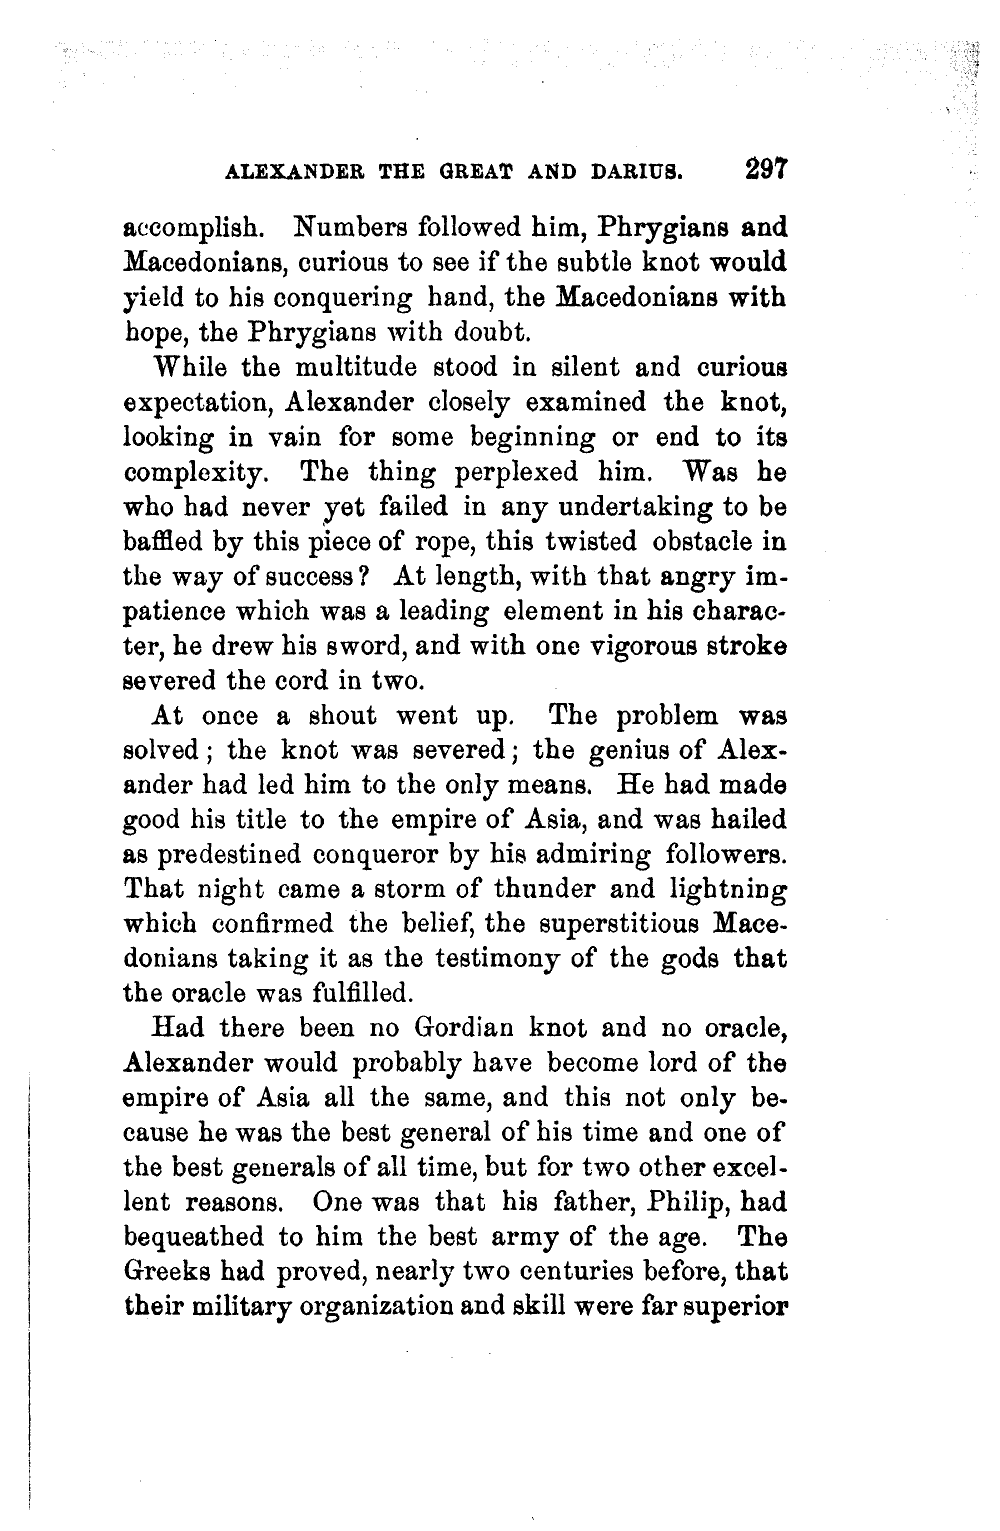 ALEXANDER THE GREAT AND DARIUS. 297
accomplish. Numbers followed him, Phrygians and
Macedonians, curious to see if the subtle knot would
yield to his conquering hand, the Macedonians with
hope, the Phrygians with doubt.
While the multitude stood in silent and curious
expectation, Alexander closely examined the knot,
looking in vain for some beginning or end to its
complexity. The thing perplexed him. Was he
who had never yet failed in any undertaking to be
baffled by this piece of rope, this twisted obstacle in
the way of success? At length, with that angry im-
patience which was a leading element in his charac-
ter, he drew his sword, and with one vigorous stroke
severed the cord in two.
At once a shout went up. The problem was
solved; the knot was severed; the genius of Alex-
ander had led him to the only means. He had made
good his title to the empire of Asia, and was hailed
as predestined conqueror by his admiring followers.
That night came a storm of thunder and lightning
which confirmed the belief, the superstitious Mace-
donians taking it as the testimony of the gods that
the oracle was fulfilled.
Had there been no Gordian knot and no oracle,
Alexander would probably have become lord of the
empire of Asia all the same, and this not only be-
cause he was the best general of his time and one of
the best generals of all time, but for two other excel-
lent reasons. One was that his father, Philip, had
bequeathed to him the best army of the age. The
Greeks had proved, nearly two centuries before, that
their military organization and skill were far superior